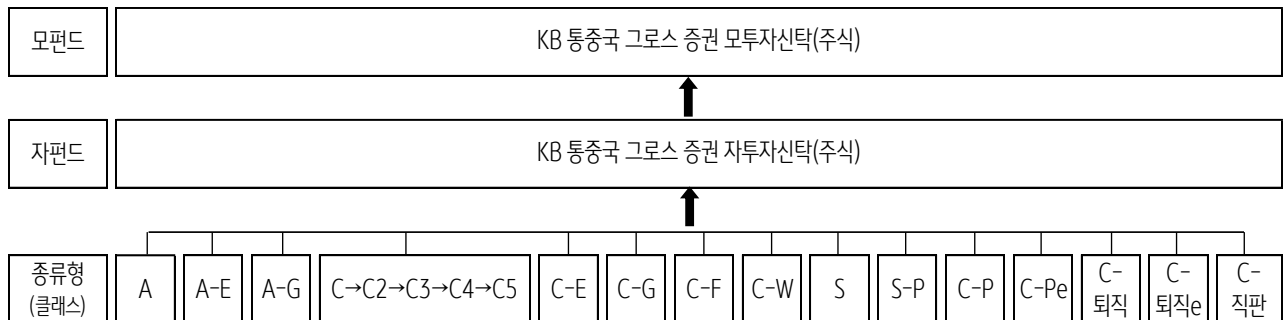 모펀드
KB 통중국 그로스 증권 모투자신탁(주식)
자펀드
KB 통중국 그로스 증권 자투자신탁(주식)
종류형
(클래스)
A
A-E
A-G
C→C2→C3→C4→C5
C-E
C-G
C-F
C-W
S
S-P
C-P
C-Pe
C-
퇴직
C-
퇴직e
C-
직판